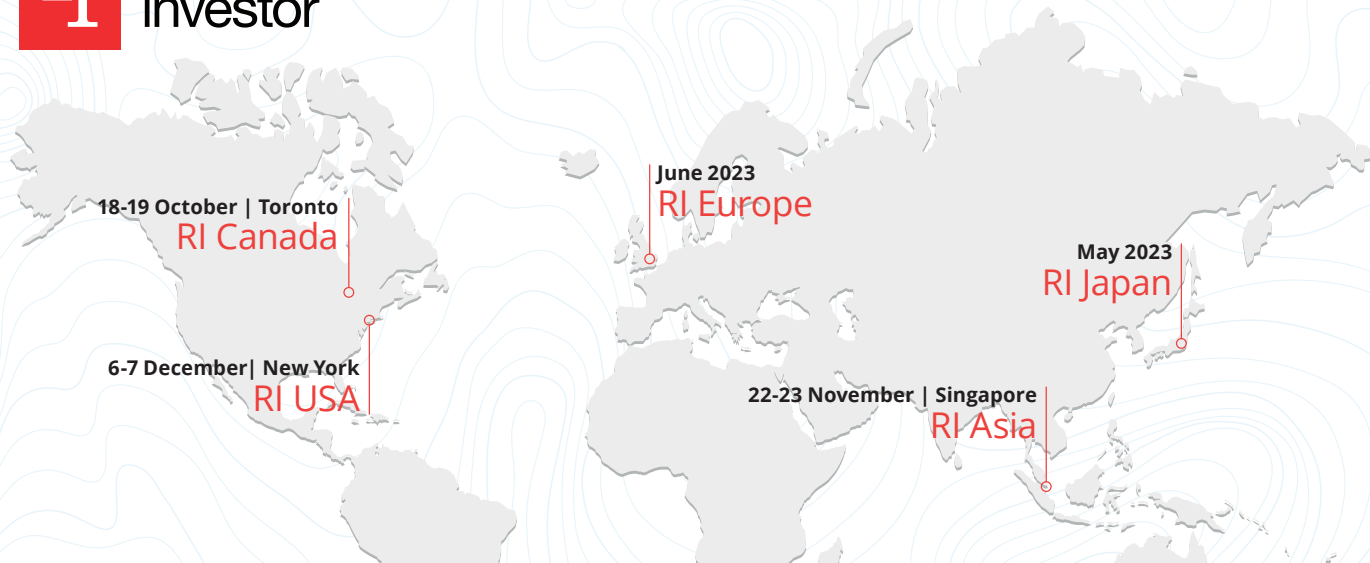 Investor
June 2023
RI Europe
18-19 October | Toronto
RI Canada
May 2023
RI Japan
6-7 December| New York
RI USA
22-23 November | Singapore
RI Asia